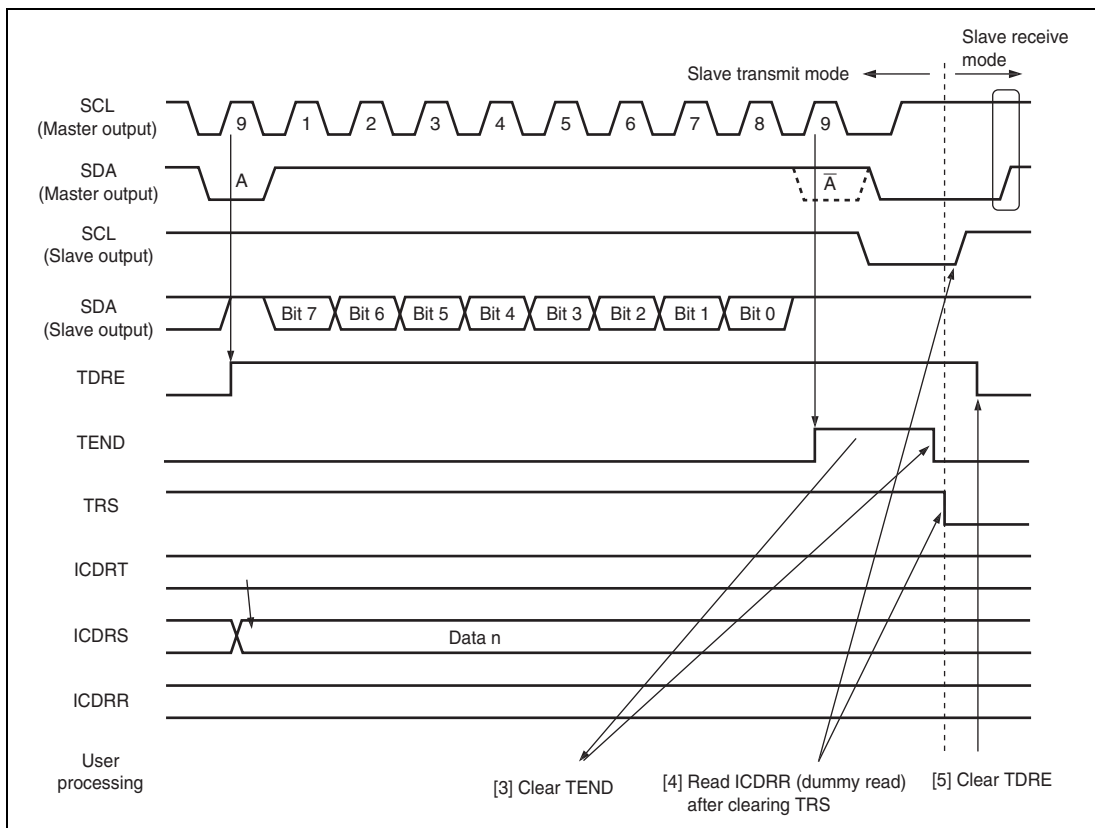 Slave receive
mode
Slave transmit mode
SCL
(Master output)
9 1 2 3 4 5 6 7 8 9
SDA
(Master output)
A A̅
SCL
(Slave output)
SDA
(Slave output)
Bit 7 Bit 6 Bit 5 Bit 4 Bit 3 Bit 2 Bit 1 Bit 0
TDRE
TEND
TRS
ICDRT
ICDRS
Data n
ICDRR
User
processing
[3] Clear TEND
[4] Read ICDRR (dummy read)
after clearing TRS
[5] Clear TDRE